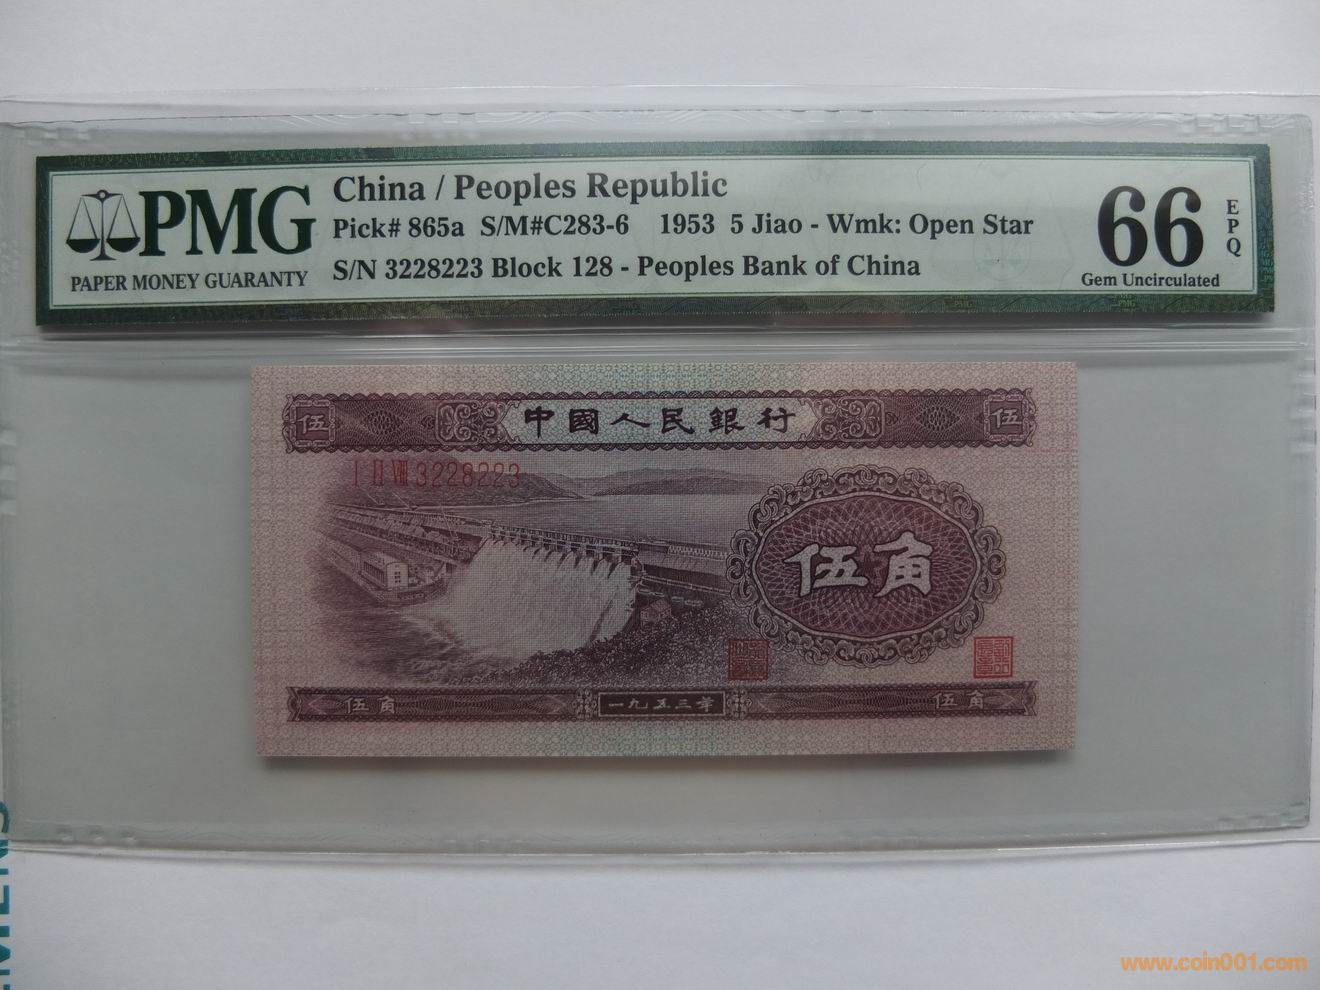 China / Peoples Republic
Pick# 865a S/M#C283-6 1953 5 Jiao - Wmk: Open Star
S/N 3228223 Block 128 - Peoples Bank of China
PMG
PAPER MONEY GUARANTY
66
EPQ
Gem Uncirculated
伍 中國人民銀行 伍
I II VIII 3228223
伍角
伍角 一九五三年 伍角
www.coin001.com